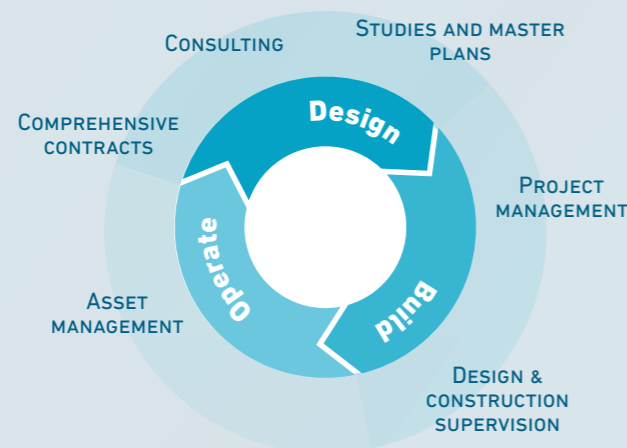 Studies and master
plans
Consulting
Design
Comprehensive
contracts
Project
management
Operate
Build
Asset
management
Design &
construction
supervision